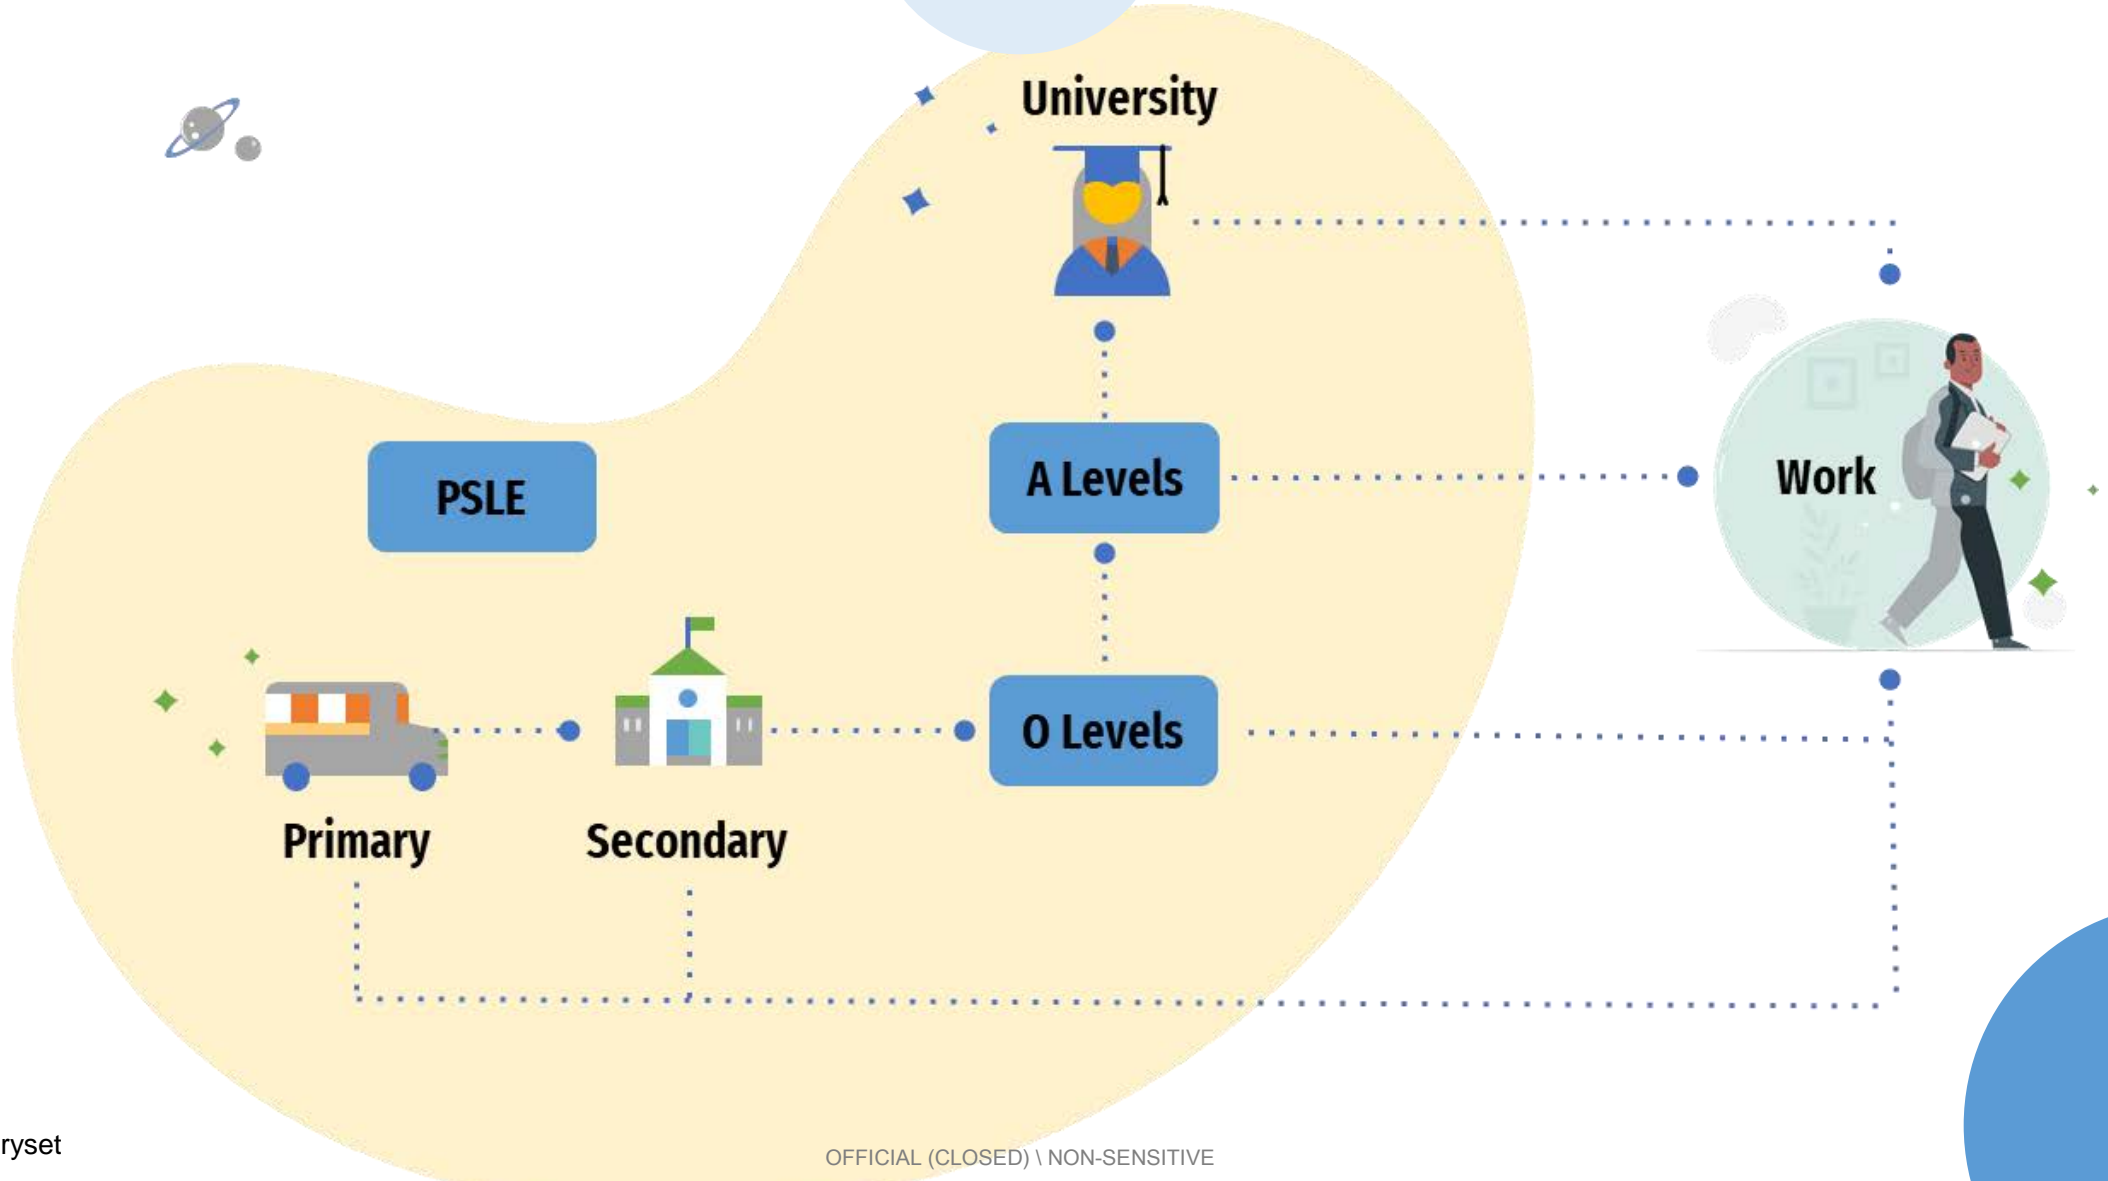 University
PSLE
A Levels
Work
O Levels
Primary
Secondary
ryset
OFFICIAL (CLOSED) \ NON-SENSITIVE